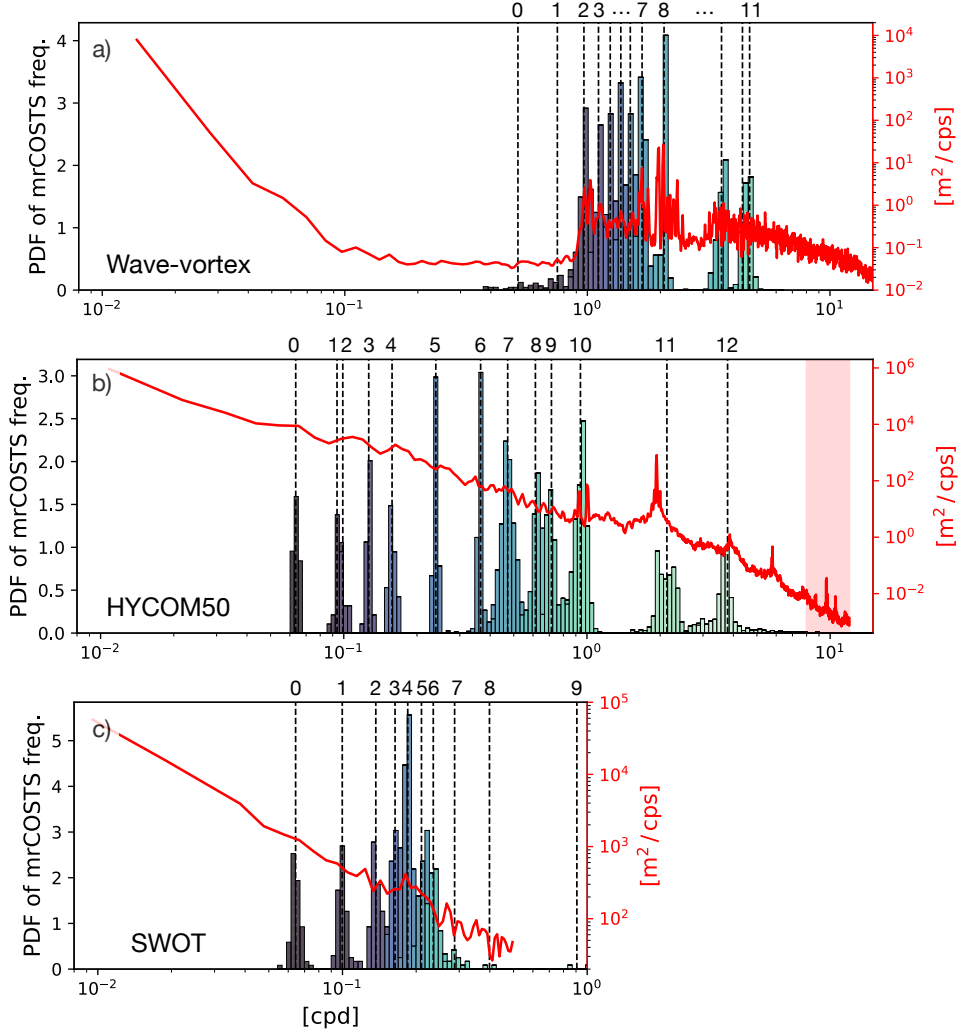 0 1 2 3 ... 7 8 ... 11
a)
PDF of mrCOSTS freq.
4
3
2
1
0
10⁴
10³
10²
10¹
10⁰
10⁻¹
10⁻²
[m² / cps]
Wave-vortex
10⁻² 10⁻¹ 10⁰ 10¹
0 1 2 3 4 5 6 7 8 9 10 11 12
b)
PDF of mrCOSTS freq.
3.0
2.5
2.0
1.5
1.0
0.5
0.0
10⁶
10⁴
10²
10⁰
10⁻²
[m² / cps]
HYCOM50
10⁻² 10⁻¹ 10⁰ 10¹
0 1 2 3 4 5 6 7 8 9
c)
PDF of mrCOSTS freq.
5
4
3
2
1
0
10⁵
10⁴
10³
10²
[m² / cps]
SWOT
10⁻² 10⁻¹ 10⁰
[cpd]